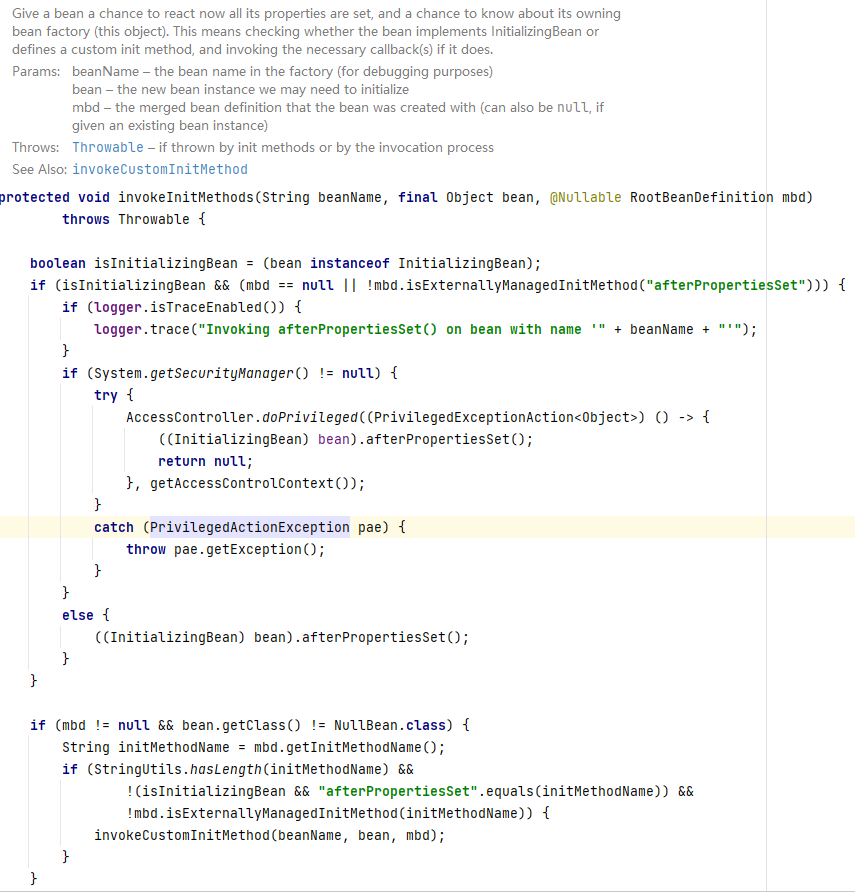 Give a bean a chance to react now all its properties are set, and a chance to know about its owning
bean factory (this object). This means checking whether the bean implements InitializingBean or
defines a custom init method, and invoking the necessary callback(s) if it does.
Params: beanName – the bean name in the factory (for debugging purposes)
bean – the new bean instance we may need to initialize
mbd – the merged bean definition that the bean was created with (can also be null, if
given an existing bean instance)
Throws: Throwable – if thrown by init methods or by the invocation process
See Also: invokeCustomInitMethod
protected void invokeInitMethods(String beanName, final Object bean, @Nullable RootBeanDefinition mbd)
        throws Throwable {
    boolean isInitializingBean = (bean instanceof InitializingBean);
    if (isInitializingBean && (mbd == null || !mbd.isExternallyManagedInitMethod("afterPropertiesSet"))) {
        if (logger.isTraceEnabled()) {
            logger.trace("Invoking afterPropertiesSet() on bean with name '" + beanName + "'");
        }
        if (System.getSecurityManager() != null) {
            try {
                AccessController.doPrivileged((PrivilegedExceptionAction<Object>) () -> {
                    ((InitializingBean) bean).afterPropertiesSet();
                    return null;
                }, getAccessControlContext());
            }
            catch (PrivilegedActionException pae) {
                throw pae.getException();
            }
        }
        else {
            ((InitializingBean) bean).afterPropertiesSet();
        }
    }
    if (mbd != null && bean.getClass() != NullBean.class) {
        String initMethodName = mbd.getInitMethodName();
        if (StringUtils.hasLength(initMethodName) &&
                !(isInitializingBean && "afterPropertiesSet".equals(initMethodName)) &&
                !mbd.isExternallyManagedInitMethod(initMethodName)) {
            invokeCustomInitMethod(beanName, bean, mbd);
        }
    }